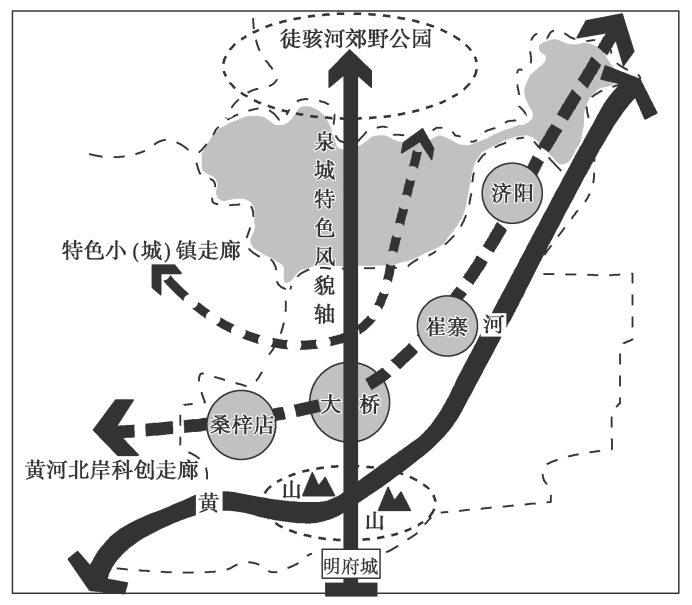 徒骇河郊野公园
泉城特色风貌轴
济阳
特色小(城)镇走廊
崔寨
河
大桥
桑梓店
黄河北岸科创走廊
山
黄
山
明府城